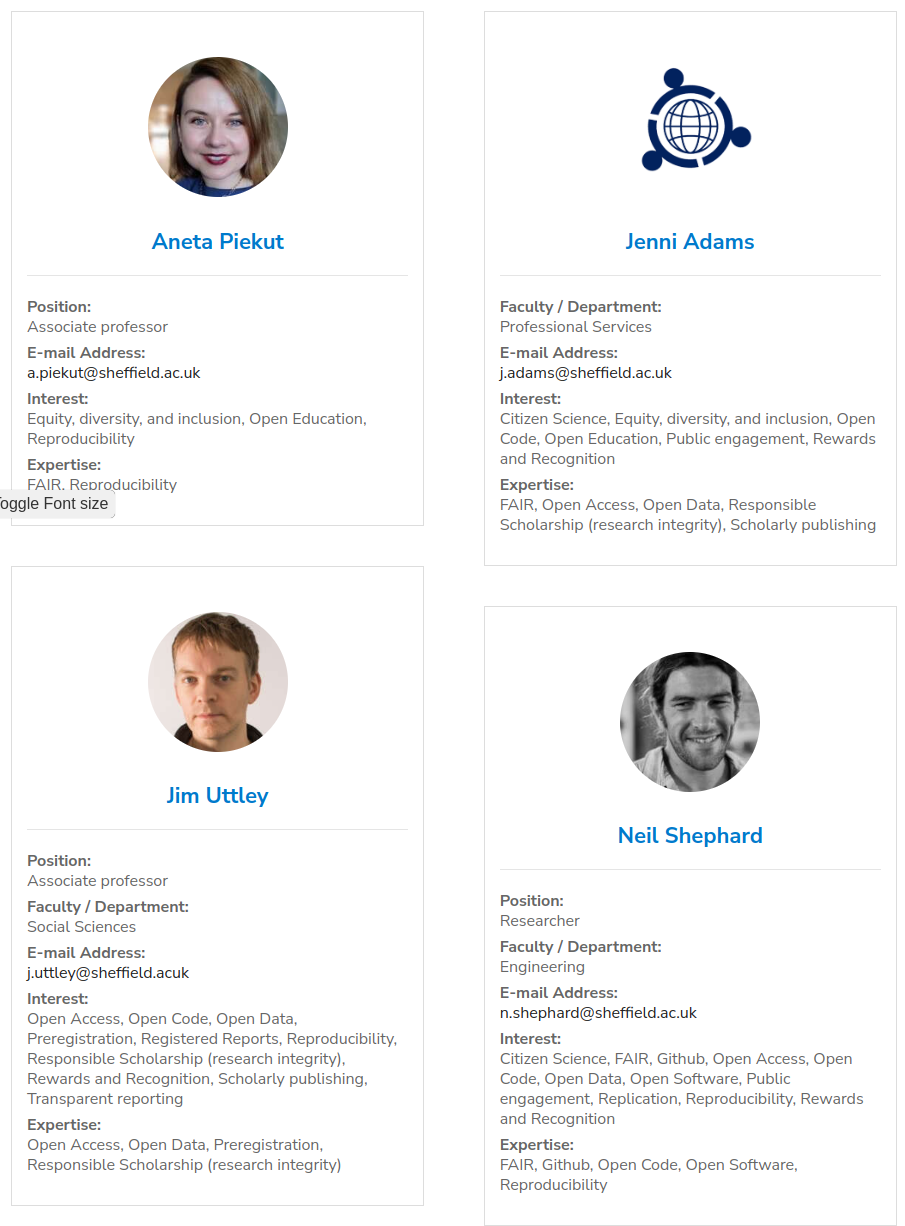 Aneta Piekut
Position:
Associate professor
E-mail Address:
a.piekut@sheffield.ac.uk
Interest:
Equity, diversity, and inclusion, Open Education,
Reproducibility
Expertise:
FAIR, Reproducibility
oggle Font size
Jenni Adams
Faculty / Department:
Professional Services
E-mail Address:
j.adams@sheffield.ac.uk
Interest:
Citizen Science, Equity, diversity, and inclusion, Open
Code, Open Education, Public engagement, Rewards
and Recognition
Expertise:
FAIR, Open Access, Open Data, Responsible
Scholarship (research integrity), Scholarly publishing
Jim Uttley
Position:
Associate professor
Faculty / Department:
Social Sciences
E-mail Address:
j.uttley@sheffield.acuk
Interest:
Open Access, Open Code, Open Data,
Preregistration, Registered Reports, Reproducibility,
Responsible Scholarship (research integrity),
Rewards and Recognition, Scholarly publishing,
Transparent reporting
Expertise:
Open Access, Open Data, Preregistration,
Responsible Scholarship (research integrity)
Neil Shephard
Position:
Researcher
Faculty / Department:
Engineering
E-mail Address:
n.shephard@sheffield.ac.uk
Interest:
Citizen Science, FAIR, Github, Open Access, Open
Code, Open Data, Open Software, Public
engagement, Replication, Reproducibility, Rewards
and Recognition
Expertise:
FAIR, Github, Open Code, Open Software,
Reproducibility